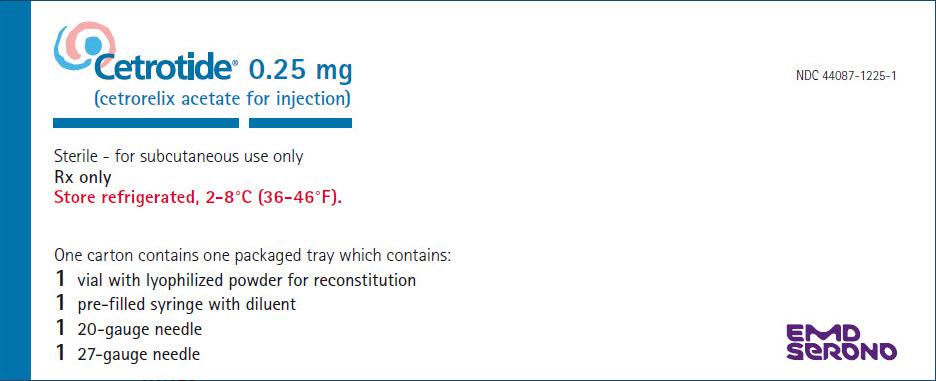 Cetrotide® 0.25 mg
NDC 44087-1225-1
(cetrorelix acetate for injection)
Sterile - for subcutaneous use only
Rx only
Store refrigerated, 2-8°C (36-46°F).
One carton contains one packaged tray which contains:
1 vial with lyophilized powder for reconstitution
1 pre-filled syringe with diluent
1 20-gauge needle
1 27-gauge needle
EMD
SERONO